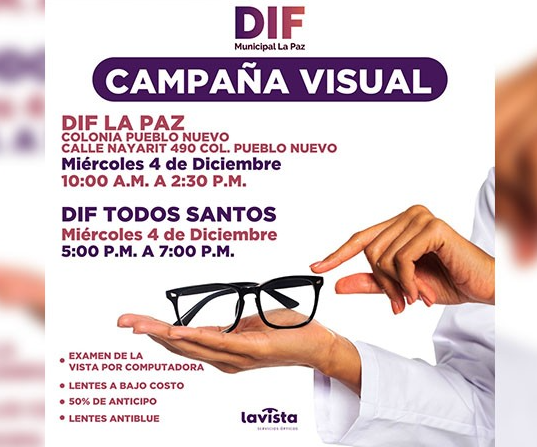 DIF
Municipal La Paz
CAMPAÑA VISUAL
DIF LA PAZ
COLONIA PUEBLO NUEVO
CALLE NAYARIT 490 COL. PUEBLO NUEVO
Miércoles 4 de Diciembre
10:00 A.M. A 2:30 P.M.
DIF TODOS SANTOS
Miércoles 4 de Diciembre
5:00 P.M. A 7:00 P.M.
• EXAMEN DE LA
VISTA POR COMPUTADORA
• LENTES A BAJO COSTO
• 50% DE ANTICIPO
• LENTES ANTIBLUE
lavista
SERVICIOS ÓPTICOS